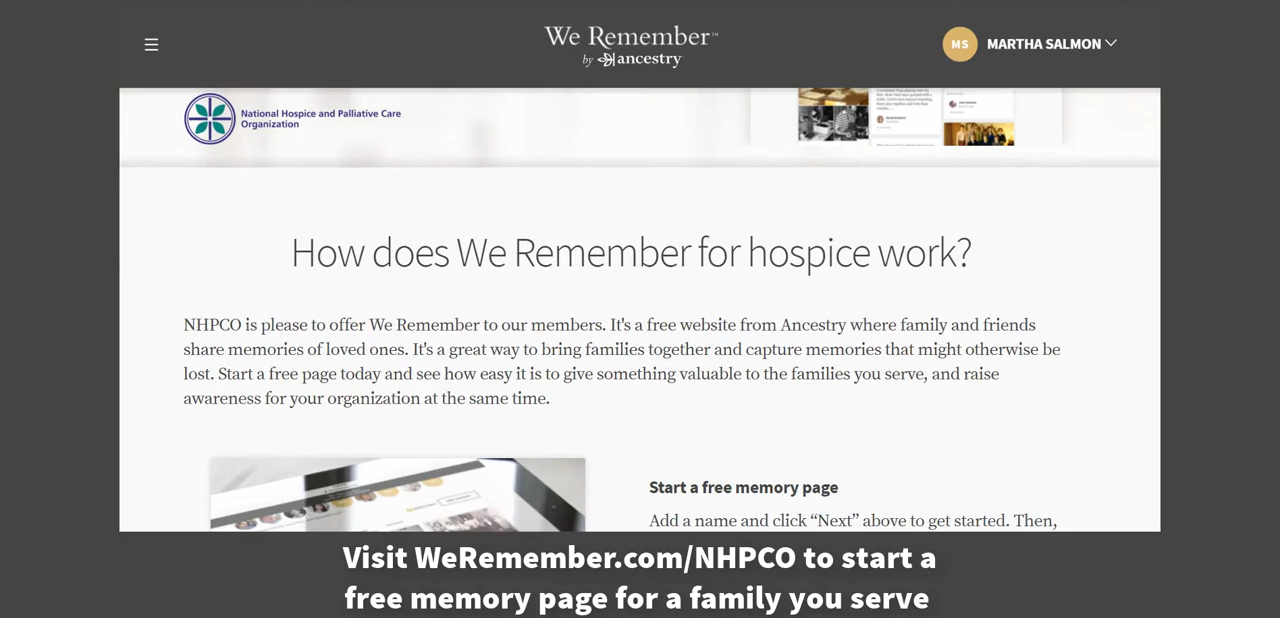 We Remember™
by ancestry
MS MARTHA SALMON
National Hospice and Palliative Care
Organization
How does We Remember for hospice work?
NHPCO is please to offer We Remember to our members. It's a free website from Ancestry where family and friends
share memories of loved ones. It's a great way to bring families together and capture memories that might otherwise be
lost. Start a free page today and see how easy it is to give something valuable to the families you serve, and raise
awareness for your organization at the same time.
Start a free memory page
Add a name and click “Next” above to get started. Then,
Visit WeRemember.com/NHPCO to start a
free memory page for a family you serve